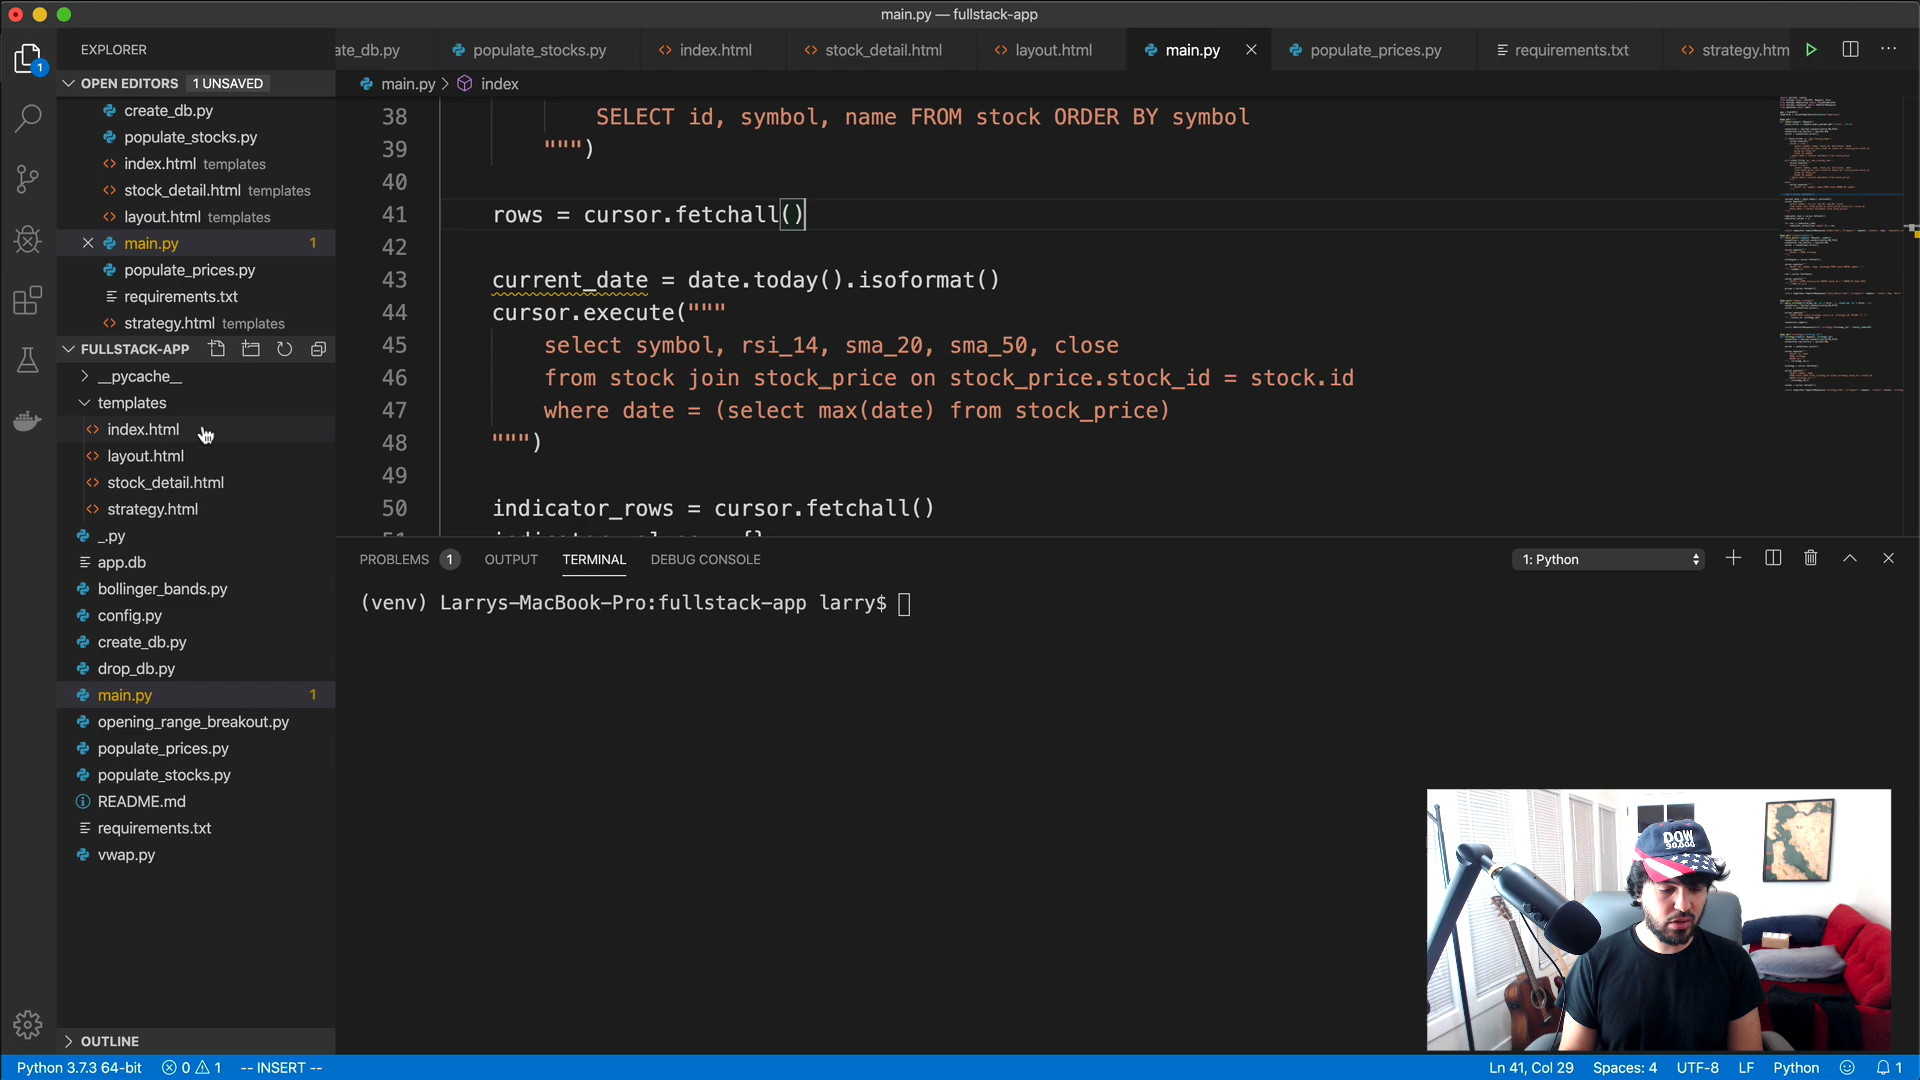 main.py — fullstack-app
EXPLORER
ate_db.py
populate_stocks.py
index.html
stock_detail.html
layout.html
main.py
populate_prices.py
requirements.txt
strategy.htm
1
OPEN EDITORS
1 UNSAVED
main.py
index
create_db.py
populate_stocks.py
index.html templates
stock_detail.html templates
layout.html templates
main.py 1
populate_prices.py
requirements.txt
strategy.html templates
FULLSTACK-APP
__pycache__
templates
index.html
layout.html
stock_detail.html
strategy.html
_.py
app.db
bollinger_bands.py
config.py
create_db.py
drop_db.py
main.py 1
opening_range_breakout.py
populate_prices.py
populate_stocks.py
README.md
requirements.txt
vwap.py
OUTLINE
38 SELECT id, symbol, name FROM stock ORDER BY symbol
39 """)
40
41 rows = cursor.fetchall()
42
43 current_date = date.today().isoformat()
44 cursor.execute("""
45 select symbol, rsi_14, sma_20, sma_50, close
46 from stock join stock_price on stock_price.stock_id = stock.id
47 where date = (select max(date) from stock_price)
48 """)
49
50 indicator_rows = cursor.fetchall()
PROBLEMS 1
OUTPUT
TERMINAL
DEBUG CONSOLE
1: Python
(venv) Larrys-MacBook-Pro:fullstack-app larry$
DOW
30,000
Python 3.7.3 64-bit
0
1
-- INSERT --
Ln 41, Col 29
Spaces: 4
UTF-8
LF
Python
1